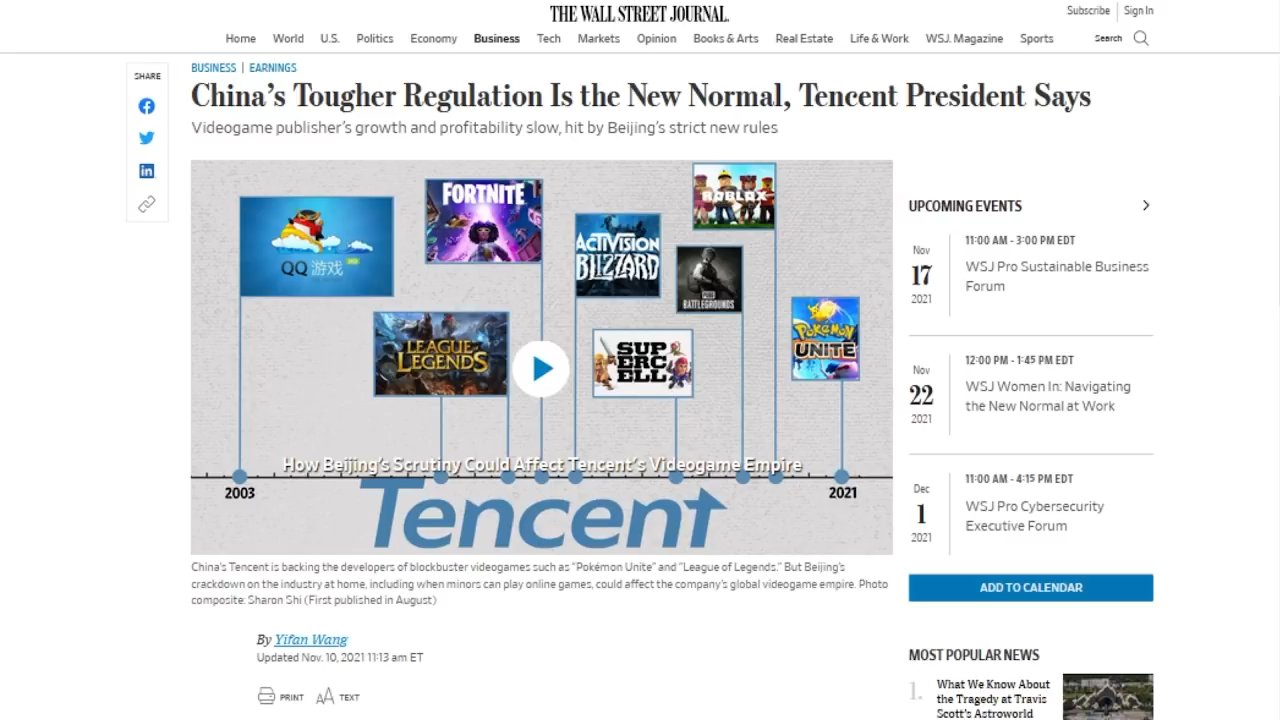 THE WALL STREET JOURNAL.
Subscribe
Sign In
Home
World
U.S.
Politics
Economy
Business
Tech
Markets
Opinion
Books & Arts
Real Estate
Life & Work
WSJ. Magazine
Sports
Search
SHARE
BUSINESS | EARNINGS
China's Tougher Regulation Is the New Normal, Tencent President Says
Videogame publisher's growth and profitability slow, hit by Beijing's strict new rules
QQ游戏
FORTNITE
ACTIVISION
BLIZZARD
ROBLOX
PUBG
BATTLEGROUNDS
LEAGUE
OF
LEGENDS
SUP
ERC
ELL
POKÉMON
UNITE
How Beijing's Scrutiny Could Affect Tencent's Videogame Empire
2003
2021
Tencent
China's Tencent is backing the developers of blockbuster videogames such as “Pokémon Unite” and “League of Legends.” But Beijing's
crackdown on the industry at home, including when minors can play online games, could affect the company's global videogame empire. Photo
composite: Sharon Shi (First published in August)
By Yifan Wang
Updated Nov. 10, 2021 11:13 am ET
PRINT
AA TEXT
UPCOMING EVENTS
Nov
17
2021
11:00 AM - 3:00 PM EDT
WSJ Pro Sustainable Business
Forum
Nov
22
2021
12:00 PM - 1:45 PM EDT
WSJ Women In: Navigating
the New Normal at Work
Dec
1
2021
11:00 AM - 4:15 PM EDT
WSJ Pro Cybersecurity
Executive Forum
ADD TO CALENDAR
MOST POPULAR NEWS
1.
What We Know About
the Tragedy at Travis
Scott's Astroworld